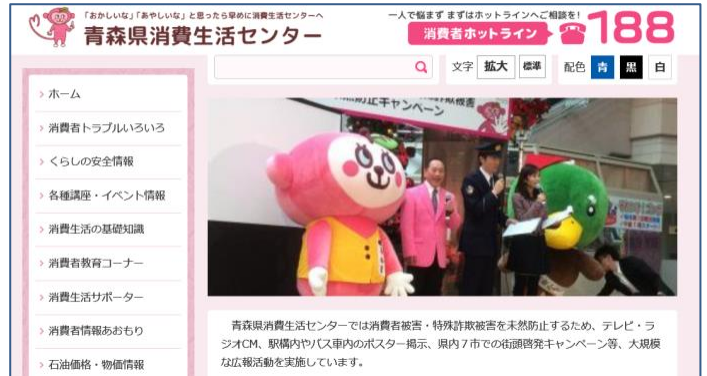 「おかしいな」「あやしいな」と思ったら早めに消費生活センターへ
青森県消費生活センター
一人で悩まず まずはホットラインへご相談を!
消費者ホットライン 188
文字 拡大 標準 配色 青 黒 白
ホーム
消費者トラブルいろいろ
くらしの安全情報
各種講座・イベント情報
消費生活の基礎知識
消費者教育コーナー
消費生活サポーター
消費者情報あおもり
石油価格・物価情報
防止キャンペーン
青森県消費生活センターでは消費者被害・特殊詐欺被害を未然防止するため、テレビ・ラ
ジオCM、駅構内やバス車内のポスター掲示、県内7市での街頭啓発キャンペーン等、大規模
な広報活動を実施しています。